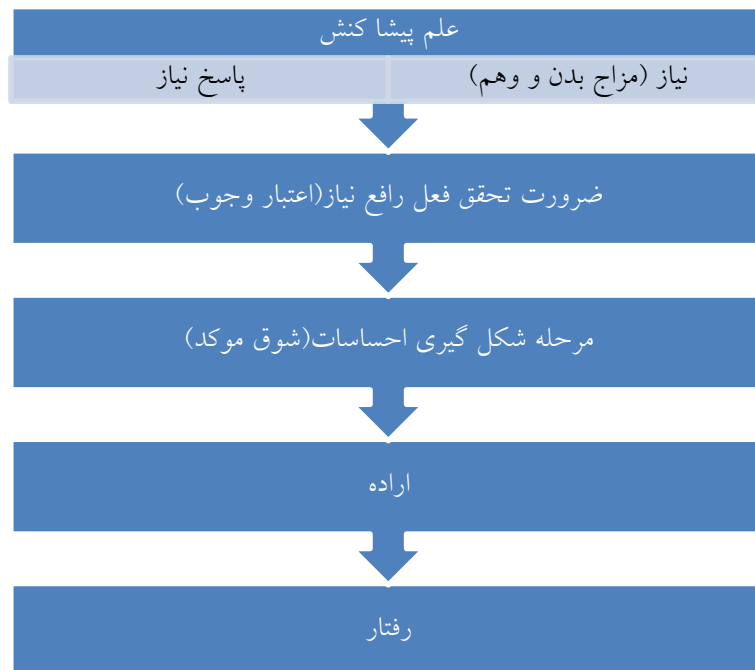 علم پیشا کنش
نیاز (مزاج بدن و وهم)
پاسخ نیاز
ضرورت تحقق فعل رافع نیاز(اعتبار وجوب)
مرحله شکل گیری احساسات(شوق موکد)
اراده
رفتار